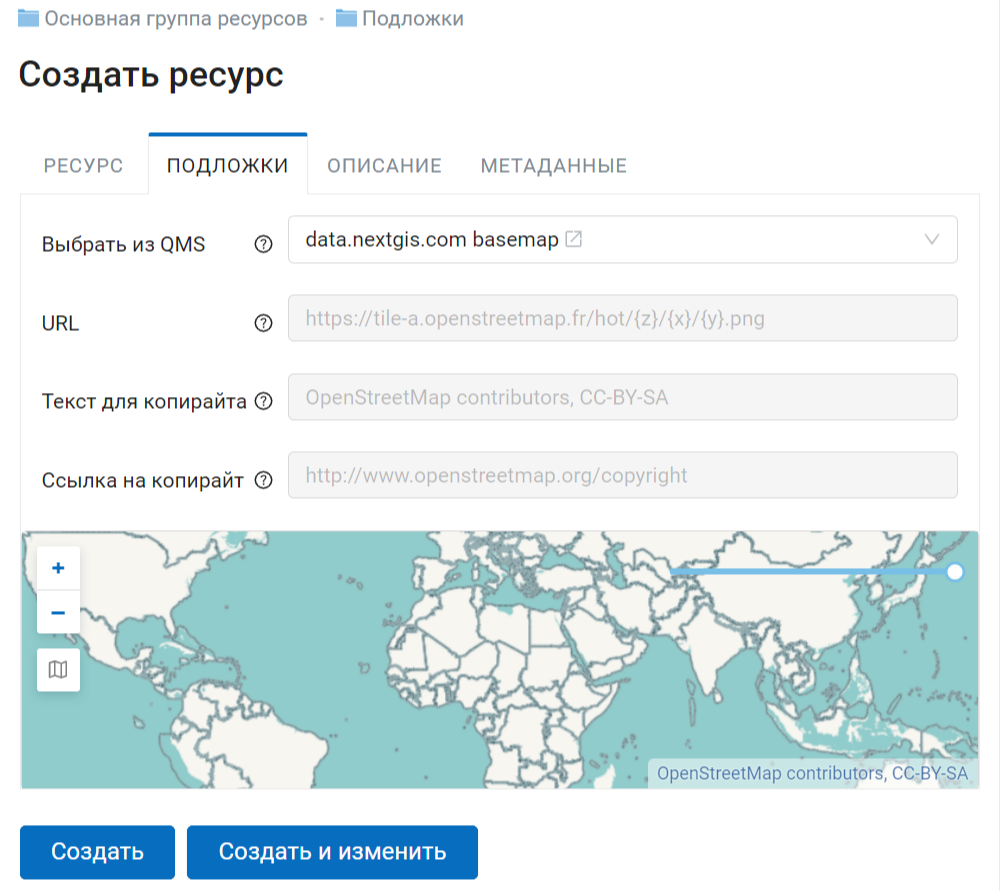 Основная группа ресурсов • Подложки
Создать ресурс
РЕСУРС ПОДЛОЖКИ ОПИСАНИЕ МЕТАДАННЫЕ
Выбрать из QMS ? data.nextgis.com basemap
URL ? https://tile-a.openstreetmap.fr/hot/{z}/{x}/{y}.png
Текст для копирайта ? OpenStreetMap contributors, CC-BY-SA
Ссылка на копирайт ? http://www.openstreetmap.org/copyright
+
−
OpenStreetMap contributors, CC-BY-SA
Создать Создать и изменить